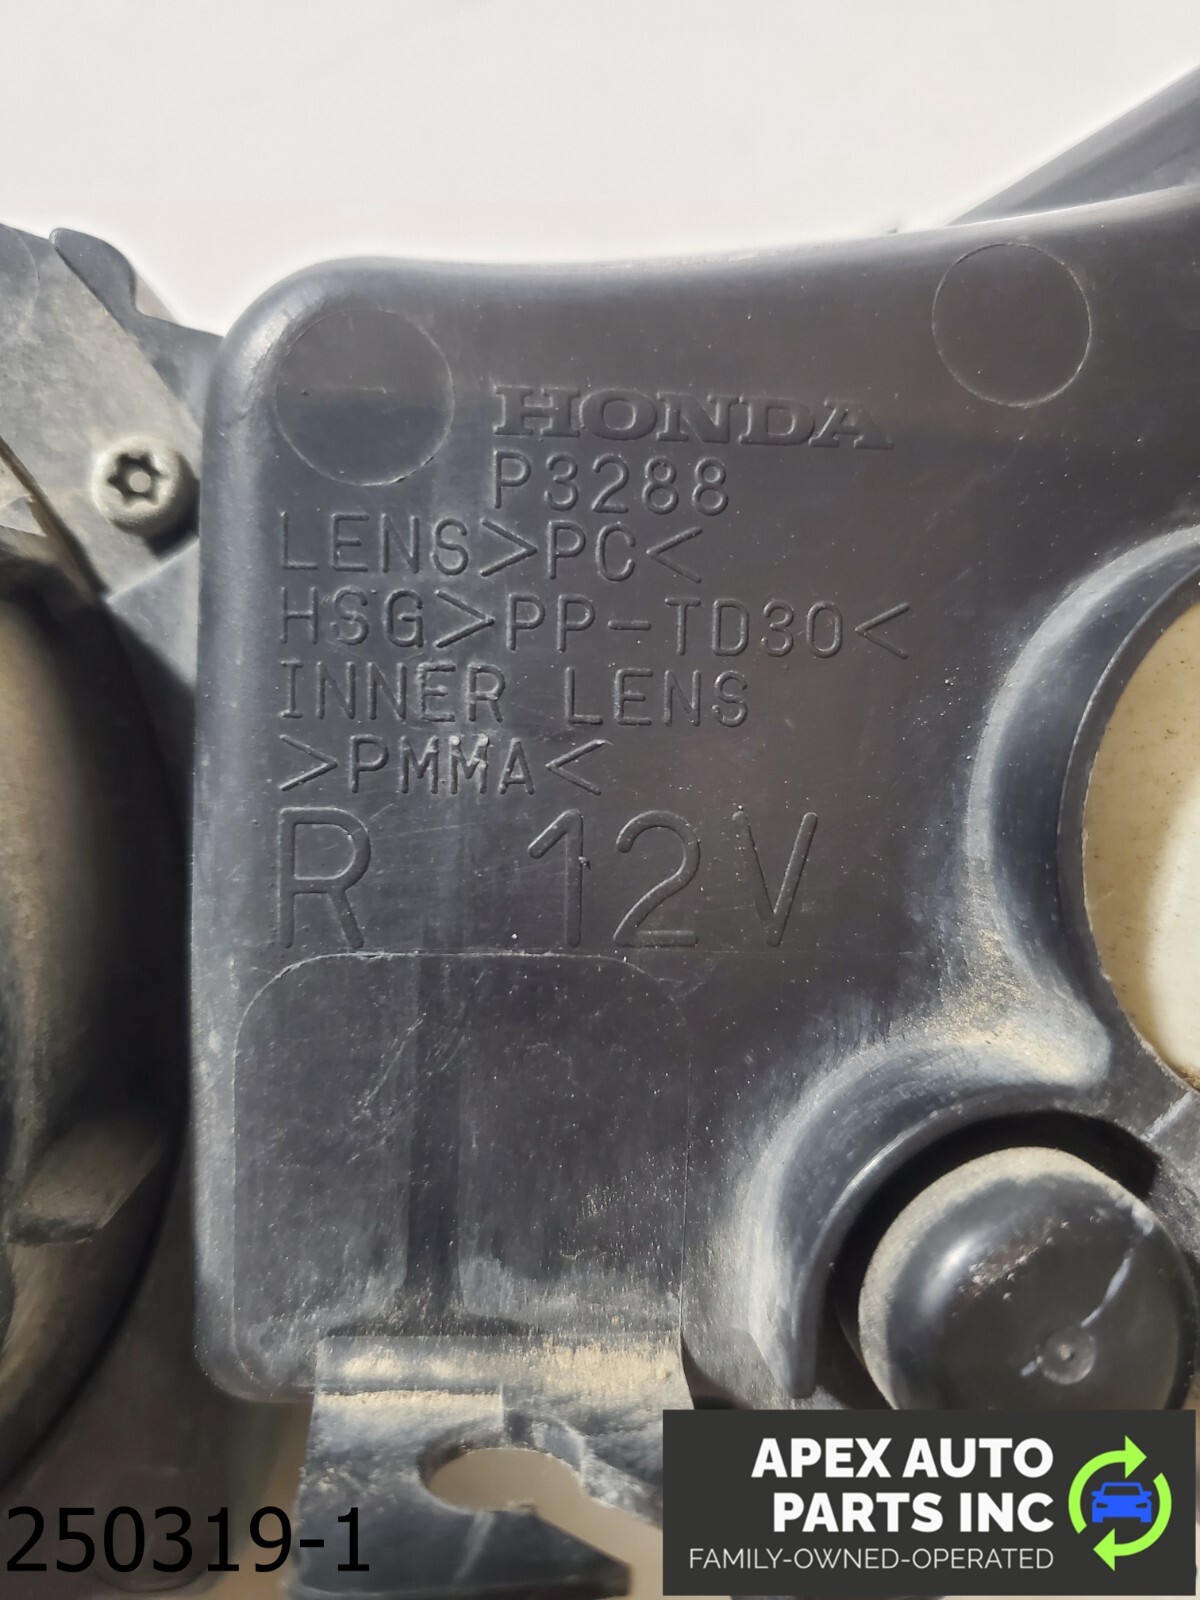 HONDA
P3288
LENS>PC<
HSG>PP-TD30<
INNER LENS
>PMMA<
R 12V
250319-1
APEX AUTO
PARTS INC
FAMILY-OWNED-OPERATED